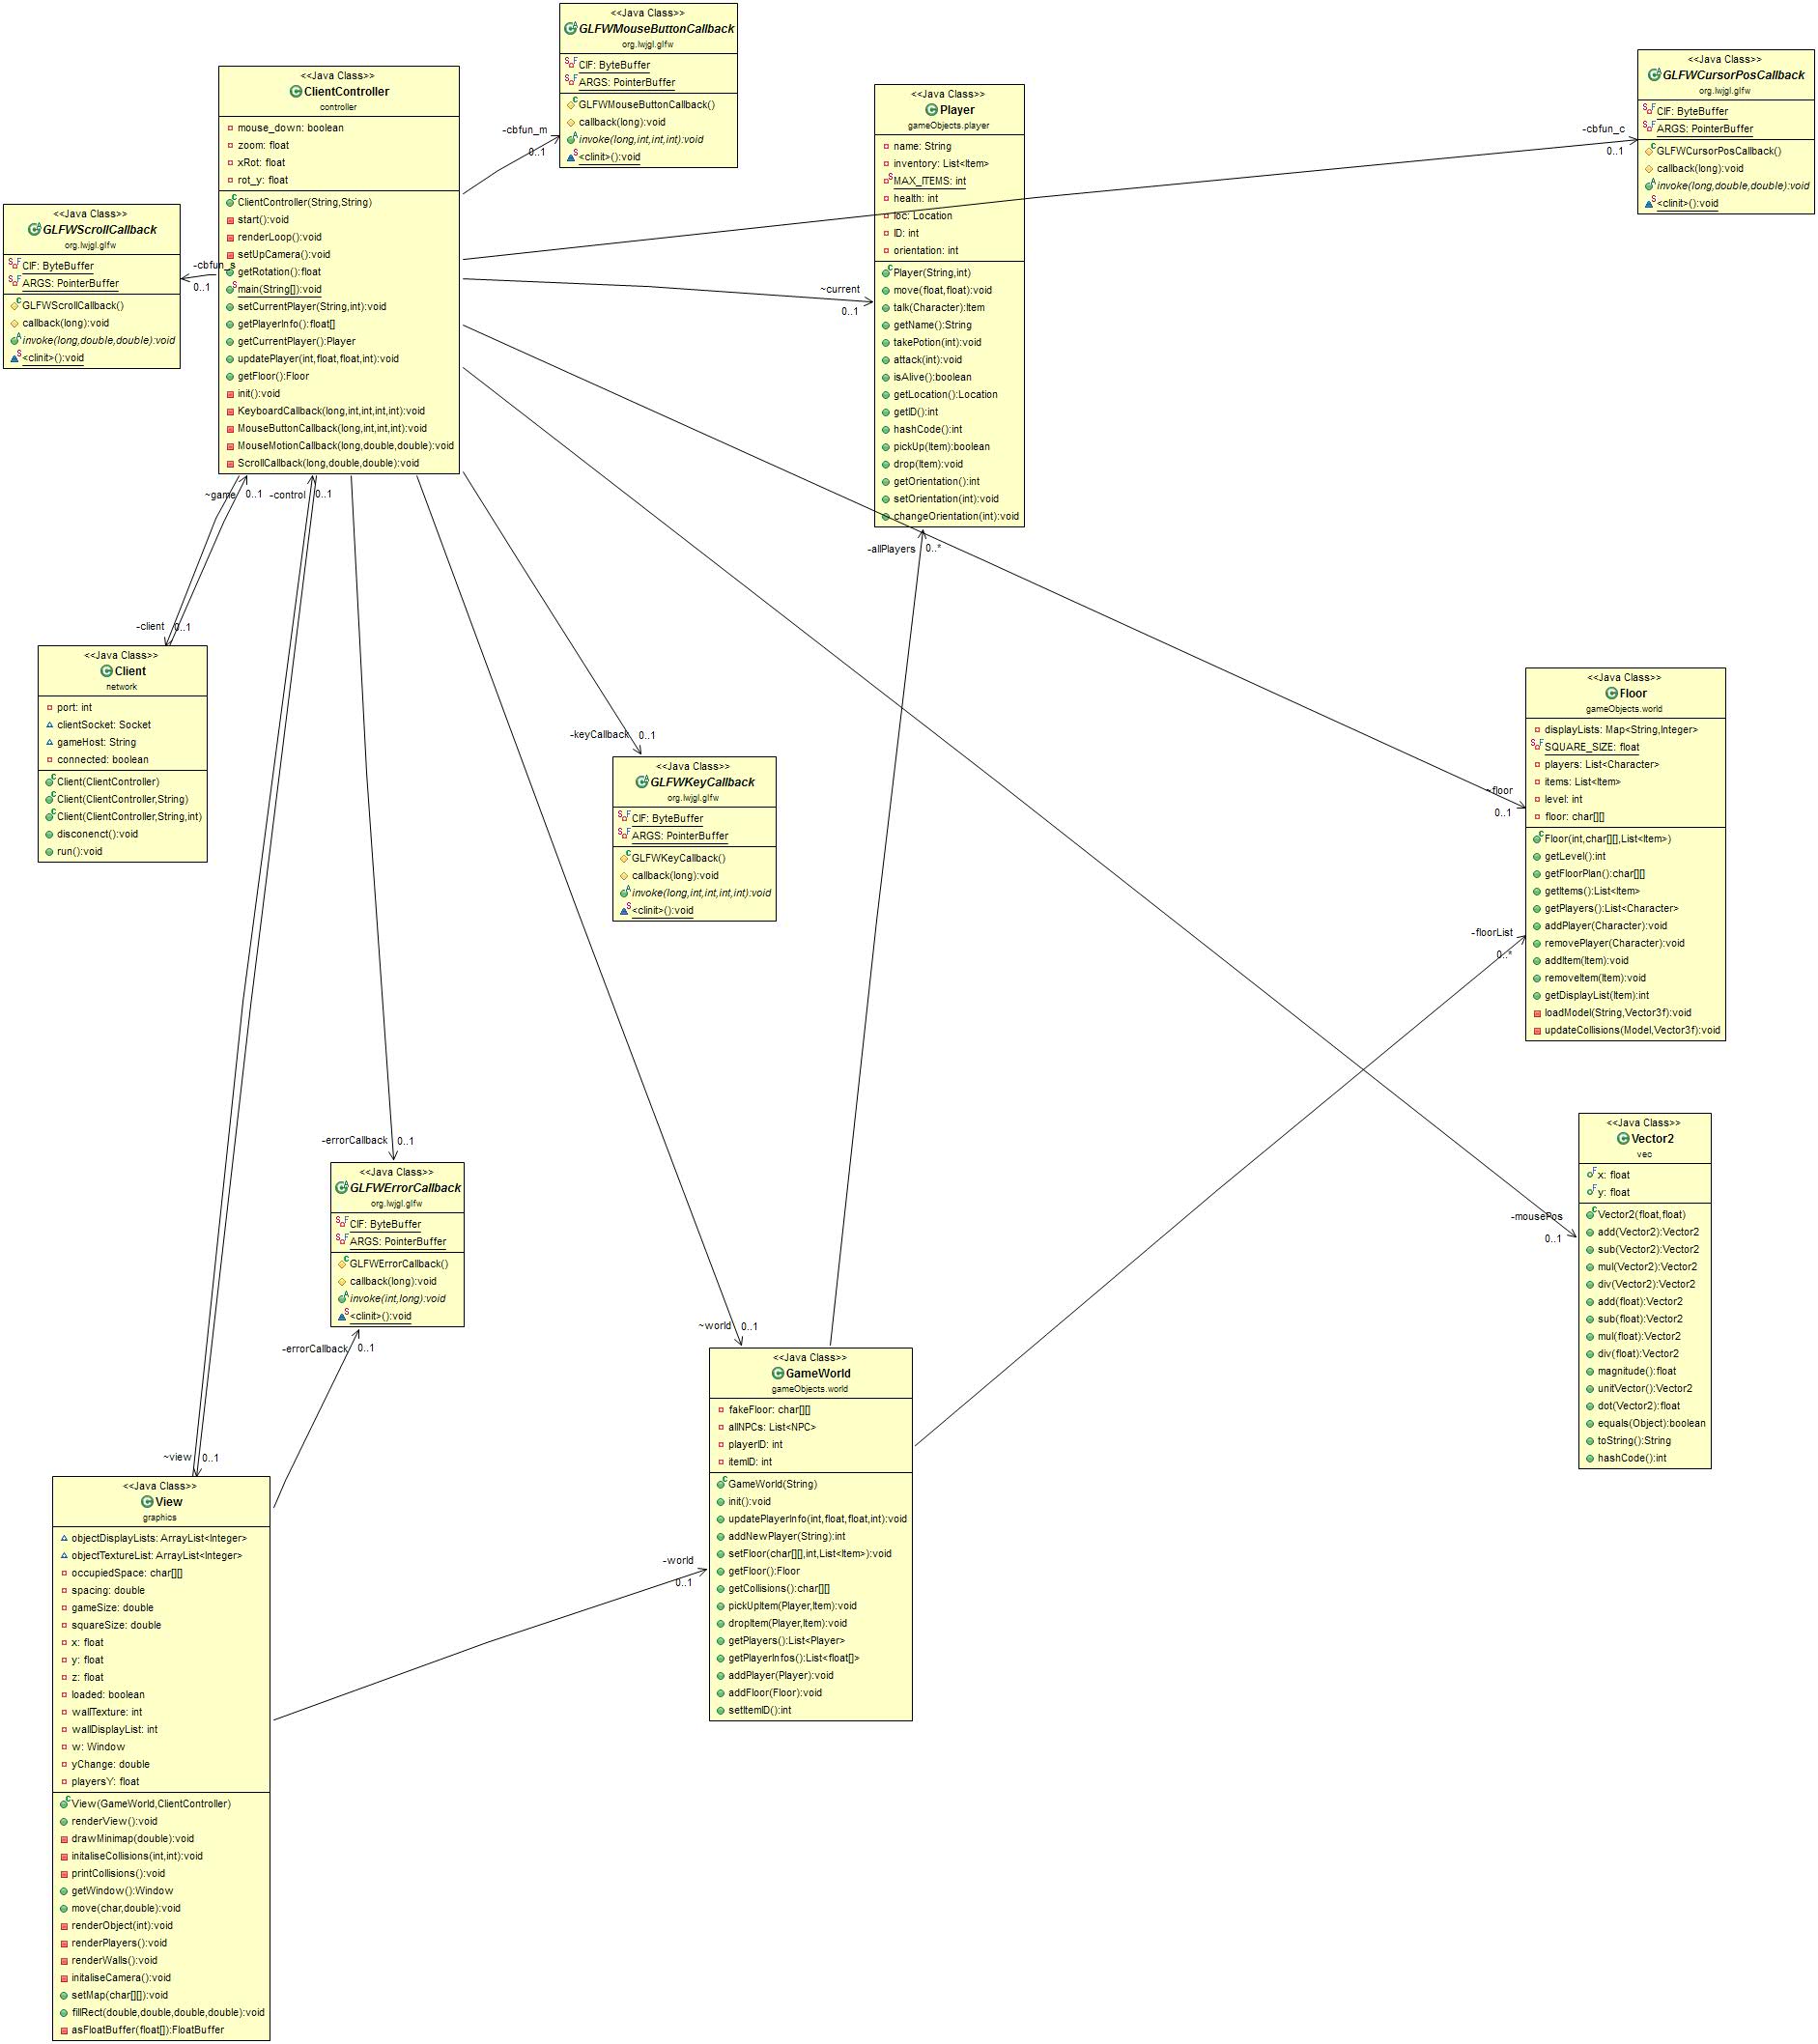 <<Java Class>>
GLFWMouseButtonCallback
org.lwjgl.glfw
CIF: ByteBuffer
ARGS: PointerBuffer
GLFWMouseButtonCallback()
callback(long):void
invoke(long,int,int,int):void
<clinit>():void
<<Java Class>>
GLFWCursorPosCallback
org.lwjgl.glfw
CIF: ByteBuffer
ARGS: PointerBuffer
GLFWCursorPosCallback()
callback(long):void
invoke(long,double,double):void
<clinit>():void
<<Java Class>>
ClientController
controller
mouse_down: boolean
zoom: float
xRot: float
rot_y: float
ClientController(String,String)
start():void
renderLoop():void
setUpCamera():void
getRotation():float
main(String[]):void
setCurrentPlayer(String,int):void
getPlayerInfo():float[]
getCurrentPlayer():Player
updatePlayer(int,float,float,int):void
getFloor():Floor
init():void
KeyboardCallback(long,int,int,int,int):void
MouseButtonCallback(long,int,int,int):void
MouseMotionCallback(long,double,double):void
ScrollCallback(long,double,double):void
<<Java Class>>
Player
gameObjects.player
name: String
inventory: List<Item>
MAX_ITEMS: int
health: int
loc: Location
ID: int
orientation: int
Player(String,int)
move(float,float):void
talk(Character):Item
getName():String
takePotion(int):void
attack(int):void
isAlive():boolean
getLocation():Location
getID():int
hashCode():int
pickUp(Item):boolean
drop(Item):void
getOrientation():int
setOrientation(int):void
changeOrientation(int):void
<<Java Class>>
GLFWScrollCallback
org.lwjgl.glfw
CIF: ByteBuffer
ARGS: PointerBuffer
GLFWScrollCallback()
callback(long):void
invoke(long,double,double):void
<clinit>():void
-cbfun_m
0..1
-cbfun_c
0..1
-cbfun_s
0..1
~current
0..1
~game
0..1
-control
0..1
-allPlayers
0..*
-client
0..1
-keyCallback
0..1
~floor
0..1
-floorList
0..*
-mousePos
0..1
-errorCallback
0..1
~world
0..1
-errorCallback
0..1
~view
0..1
-world
0..1
<<Java Class>>
Client
network
port: int
clientSocket: Socket
gameHost: String
connected: boolean
Client(ClientController)
Client(ClientController,String)
Client(ClientController,String,int)
disconenct():void
run():void
<<Java Class>>
GLFWKeyCallback
org.lwjgl.glfw
CIF: ByteBuffer
ARGS: PointerBuffer
GLFWKeyCallback()
callback(long):void
invoke(long,int,int,int,int):void
<clinit>():void
<<Java Class>>
Floor
gameObjects.world
displayLists: Map<String,Integer>
SQUARE_SIZE: float
players: List<Character>
items: List<Item>
level: int
floor: char[][]
Floor(int,char[][],List<Item>)
getLevel():int
getFloorPlan():char[][]
getItems():List<Item>
getPlayers():List<Character>
addPlayer(Character):void
removePlayer(Character):void
addItem(Item):void
removeItem(Item):void
getDisplayList(Item):int
loadModel(String,Vector3f):void
updateCollisions(Model,Vector3f):void
<<Java Class>>
Vector2
vec
x: float
y: float
Vector2(float,float)
add(Vector2):Vector2
sub(Vector2):Vector2
mul(Vector2):Vector2
div(Vector2):Vector2
add(float):Vector2
sub(float):Vector2
mul(float):Vector2
div(float):Vector2
magnitude():float
unitVector():Vector2
dot(Vector2):float
equals(Object):boolean
toString():String
hashCode():int
<<Java Class>>
GLFWErrorCallback
org.lwjgl.glfw
CIF: ByteBuffer
ARGS: PointerBuffer
GLFWErrorCallback()
callback(long):void
invoke(int,long):void
<clinit>():void
<<Java Class>>
GameWorld
gameObjects.world
fakeFloor: char[][]
allNPCs: List<NPC>
playerID: int
itemID: int
GameWorld(String)
init():void
updatePlayerInfo(int,float,float,int):void
addNewPlayer(String):int
setFloor(char[][],int,List<Item>):void
getFloor():Floor
getCollisions():char[][]
pickUpItem(Player,Item):void
dropItem(Player,Item):void
getPlayers():List<Player>
getPlayerInfos():List<float[]>
addPlayer(Player):void
addFloor(Floor):void
setItemID():int
<<Java Class>>
View
graphics
objectDisplayLists: ArrayList<Integer>
objectTextureList: ArrayList<Integer>
occupiedSpace: char[][]
spacing: double
gameSize: double
squareSize: double
x: float
y: float
z: float
loaded: boolean
wallTexture: int
wallDisplayList: int
w: Window
yChange: double
playersY: float
View(GameWorld,ClientController)
renderView():void
drawMinimap(double):void
initaliseCollisions(int,int):void
printCollisions():void
getWindow():Window
move(char,double):void
renderObject(int):void
renderPlayers():void
renderWalls():void
initaliseCamera():void
setMap(char[][]):void
fillRect(double,double,double,double):void
asFloatBuffer(float[]):FloatBuffer